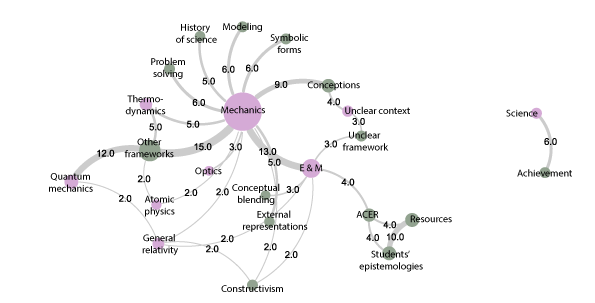 History
of science
Modeling
Symbolic
forms
Problem
solving
6.0
6.0
5.0
9.0
Conceptions
6.0
Thermo-
dynamics
Mechanics
4.0
Unclear context
Science
5.0
5.0
3.0
Unclear
framework
6.0
Other
frameworks
15.0
3.0
13.0
3.0
12.0
5.0
E & M
Achievement
Quantum
mechanics
2.0
Optics
4.0
2.0
Atomic
physics
2.0
2.0
Conceptual
blending
3.0
External
representations
ACER
4.0
Resources
General
relativity
2.0
2.0
2.0
2.0
4.0
10.0
Students'
epistemologies
Constructivism